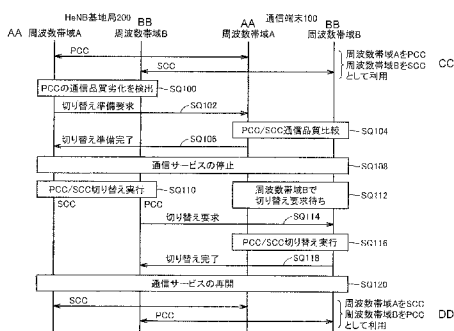 HeNB基地局200 通信端末100
AA BB AA BB
周波数帯域A 周波数帯域B 周波数帯域A 周波数帯域B
PCC
SCC
周波数帯域AをPCC
周波数帯域BをSCC
として利用
CC
PCCの通信品質劣化を検出 SQ100
切り替え準備要求 SQ102
PCC/SCC通信品質比較 SQ104
切り替え準備完了 SQ106
通信サービスの停止 SQ108
PCC/SCC切り替え実行 SQ110
周波数帯域Bで
切り替え要求待ち
SQ112
SCC PCC
切り替え要求 SQ114
PCC/SCC切り替え実行 SQ116
切り替え完了 SQ118
通信サービスの再開 SQ120
SCC
PCC
周波数帯域AをSCC
周波数帯域BをPCC
として利用
DD